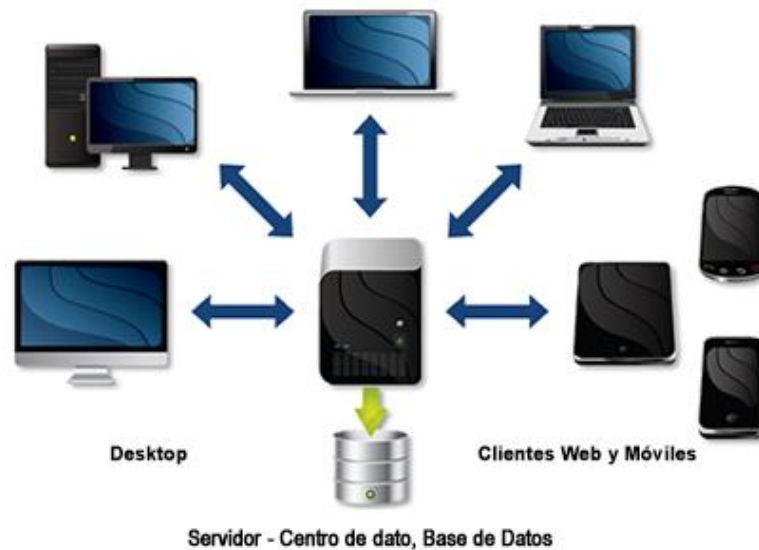 Desktop
Clientes Web y Móviles
Servidor - Centro de dato, Base de Datos